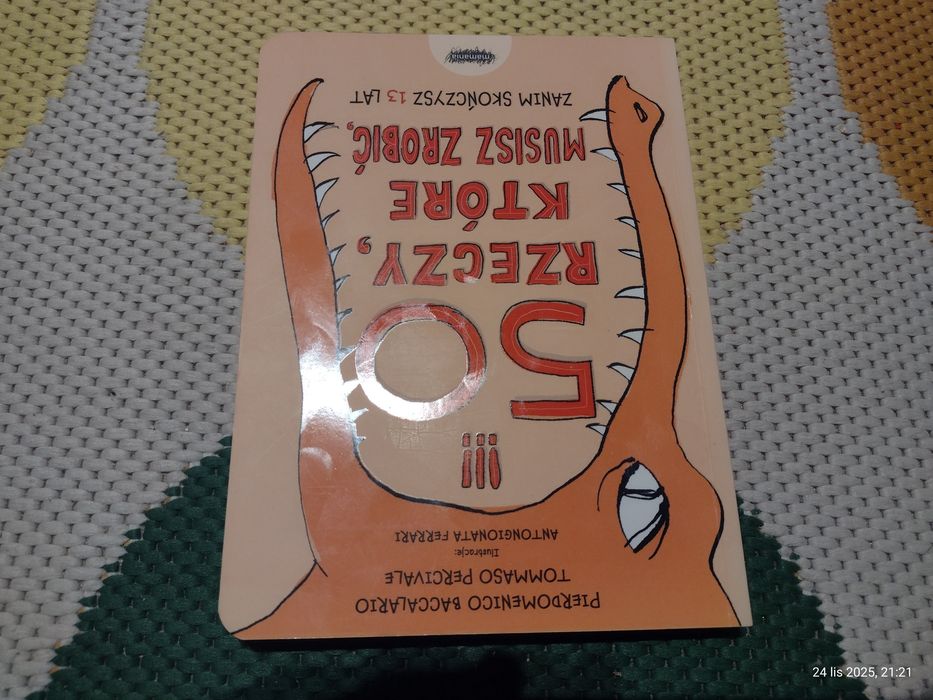 PIERDOMENICO BACCALARIO
TOMMASO PERCIVALE
Ilustracje:
ANTONGIONATA FERRARI
!!!
50
RZECZY,
KTÓRE
MUSISZ ZROBIĆ,
ZANIM SKOŃCZYSZ 13 LAT
mamania
24 lis 2025, 21:21